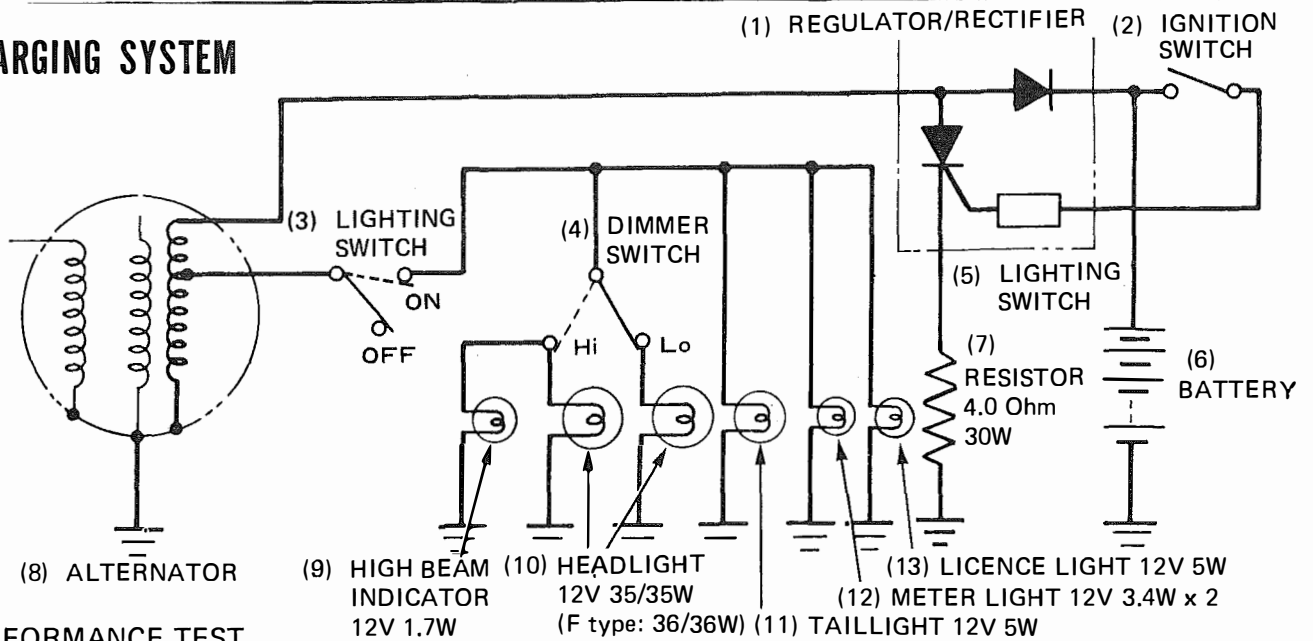 ARGING SYSTEM
(1) REGULATOR/RECTIFIER
(2) IGNITION
SWITCH
(3) LIGHTING
SWITCH
ON
OFF
(4) DIMMER
SWITCH
Hi
Lo
(5) LIGHTING
SWITCH
(6)
BATTERY
(7)
RESISTOR
4.0 Ohm
30W
(8) ALTERNATOR
(9) HIGH BEAM
INDICATOR
12V 1.7W
(10) HEADLIGHT
12V 35/35W
(F type: 36/36W)
(11) TAILLIGHT 12V 5W
(12) METER LIGHT 12V 3.4W x 2
(13) LICENCE LIGHT 12V 5W
FORMANCE TEST